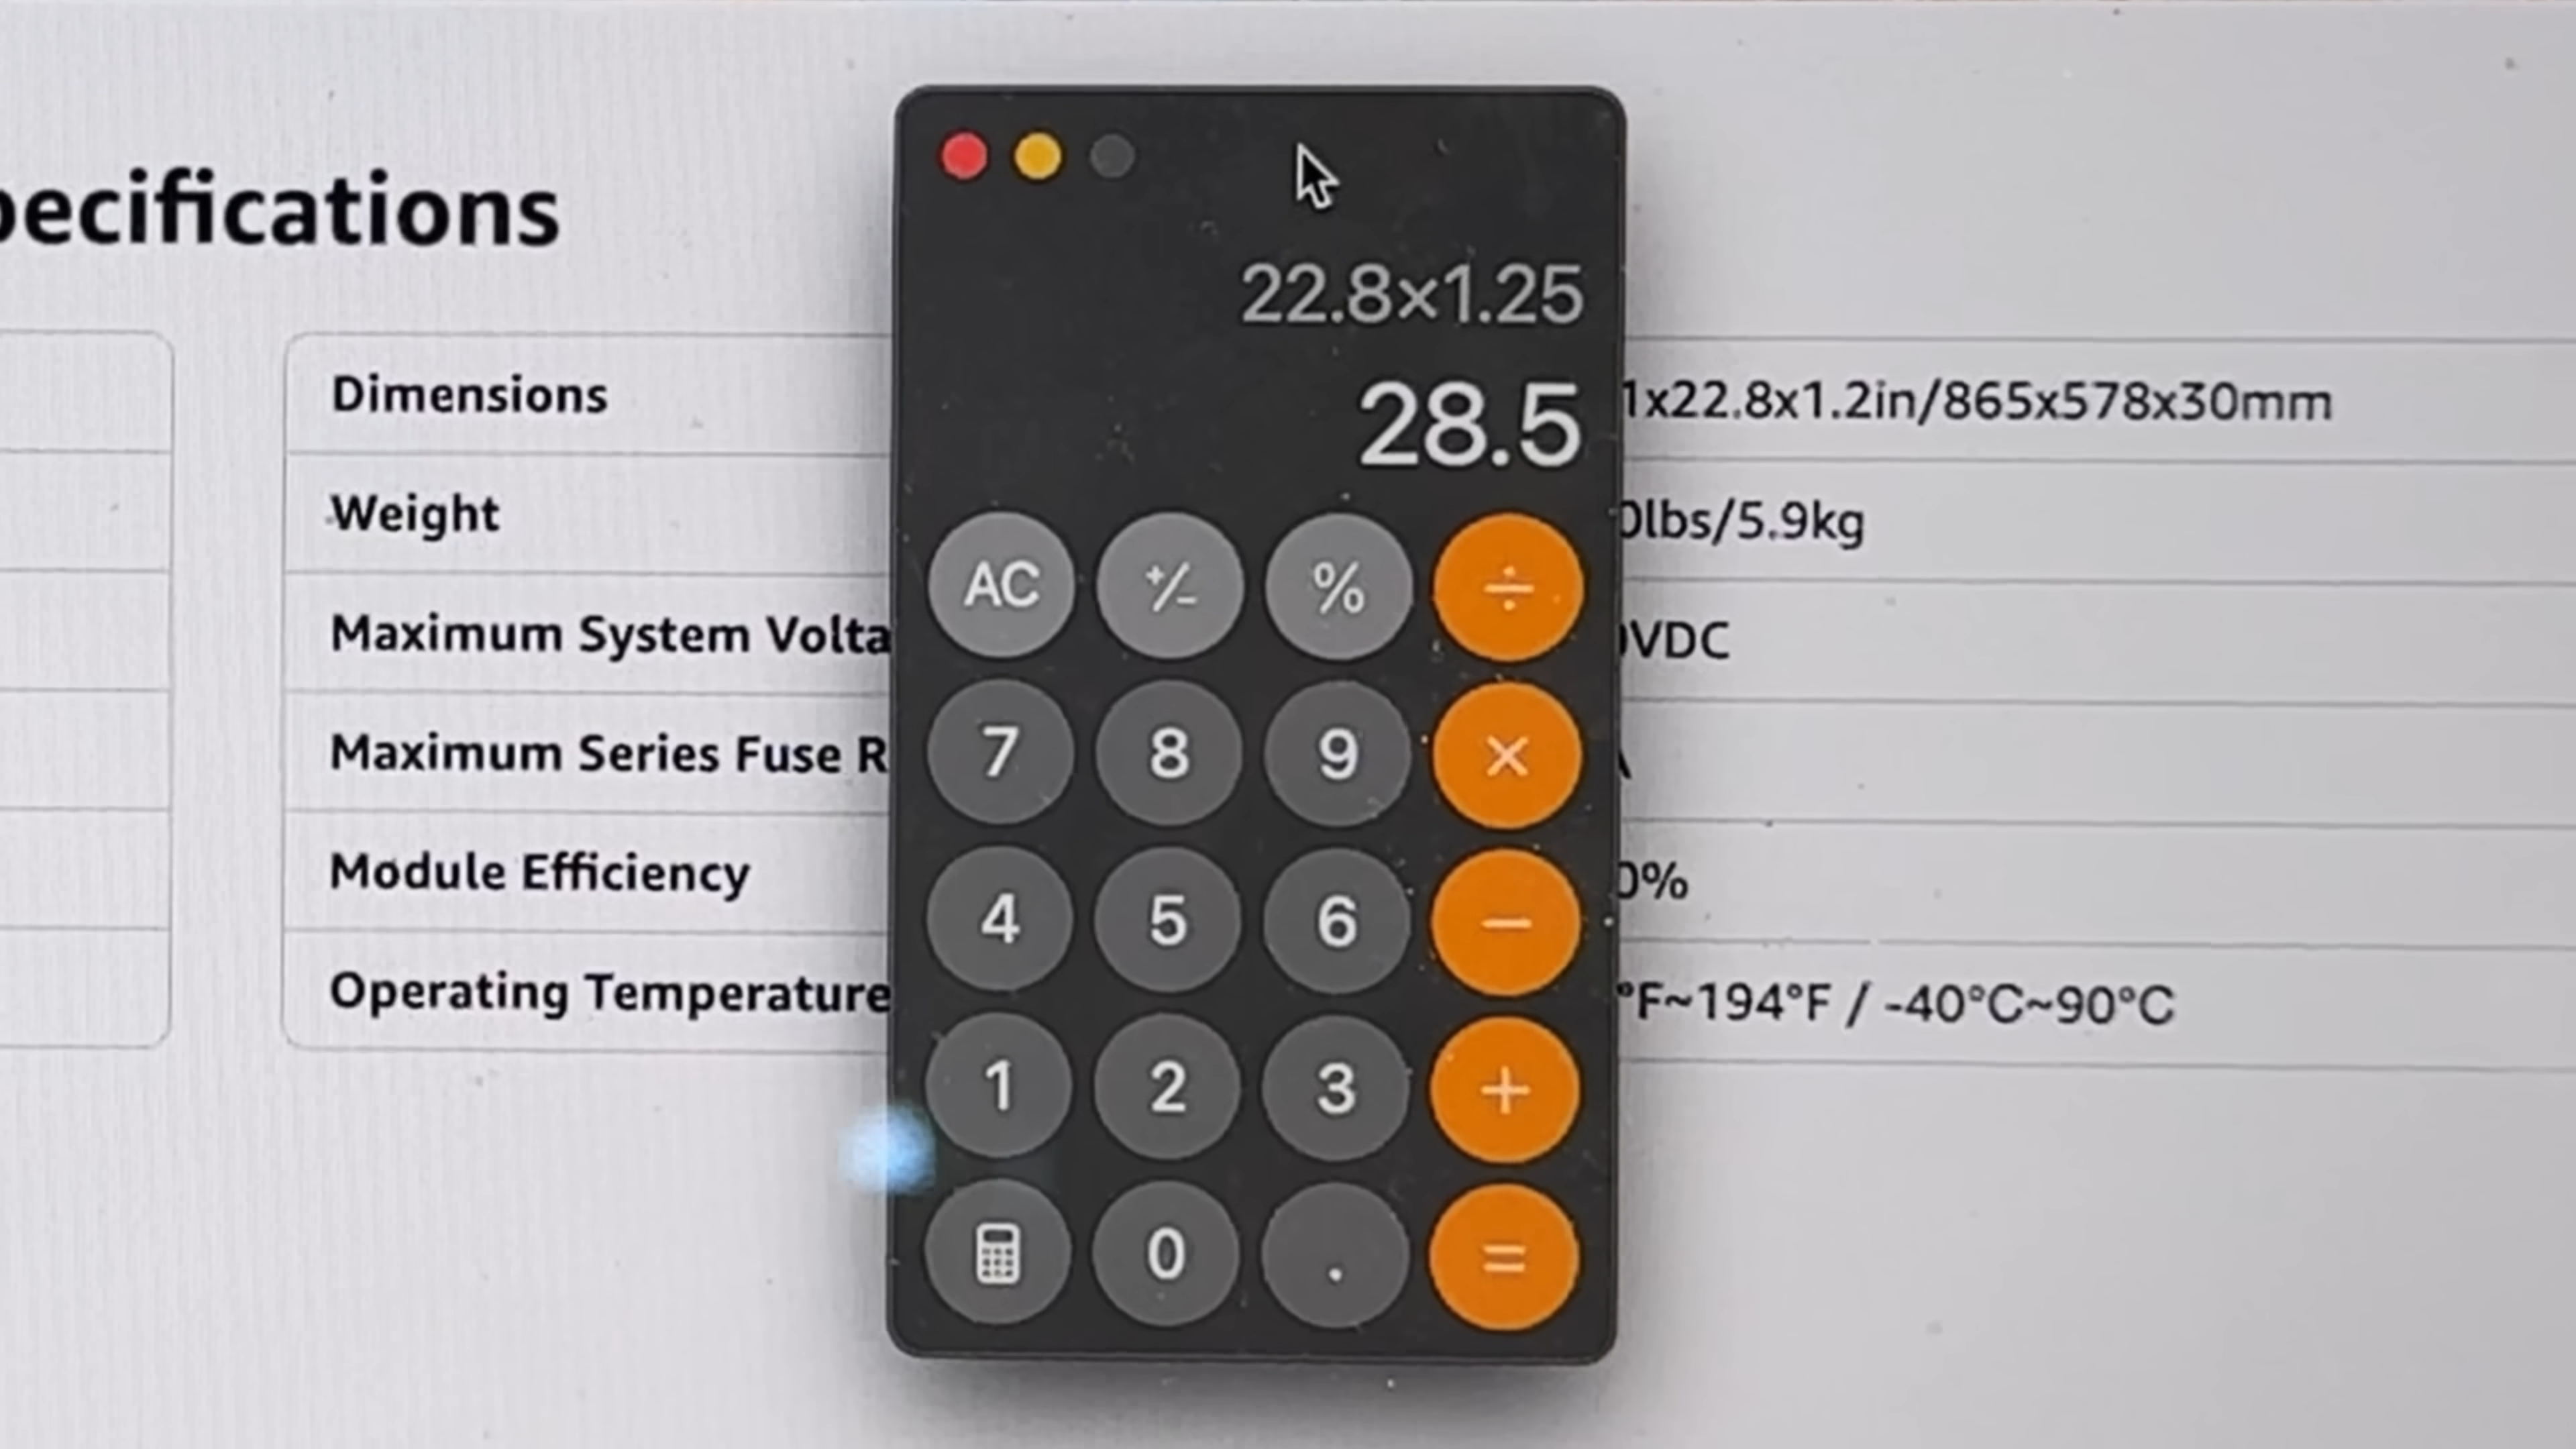 pecifications
22.8×1.25
28.5
Dimensions
1x22.8x1.2in/865x578x30mm
Weight
0lbs/5.9kg
Maximum System Volta
0VDC
Maximum Series Fuse R
Module Efficiency
0%
Operating Temperature
°F~194°F / -40°C~90°C
AC +/- % ÷
7 8 9 ×
4 5 6 −
1 2 3 +
0 . =